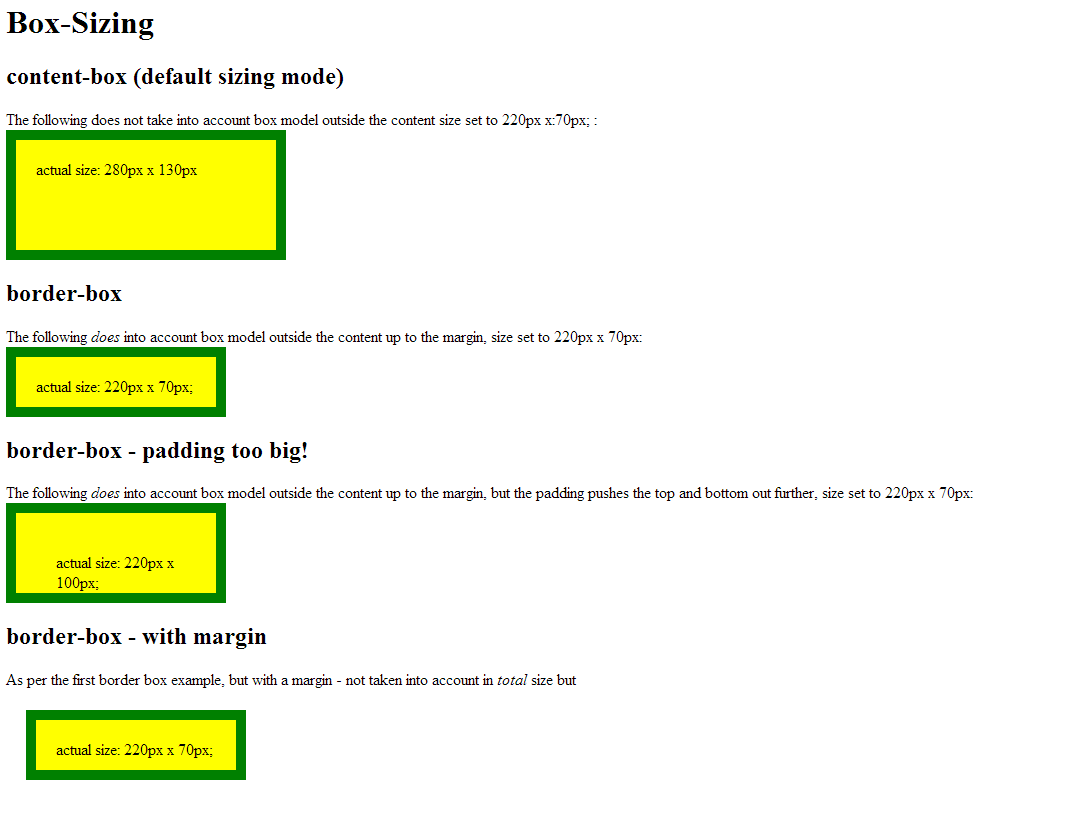 Box-Sizing
content-box (default sizing mode)
The following does not take into account box model outside the content size set to 220px x:70px; :
actual size: 280px x 130px
border-box
The following does into account box model outside the content up to the margin, size set to 220px x 70px:
actual size: 220px x 70px;
border-box - padding too big!
The following does into account box model outside the content up to the margin, but the padding pushes the top and bottom out further, size set to 220px x 70px:
actual size: 220px x
100px;
border-box - with margin
As per the first border box example, but with a margin - not taken into account in total size but
actual size: 220px x 70px;